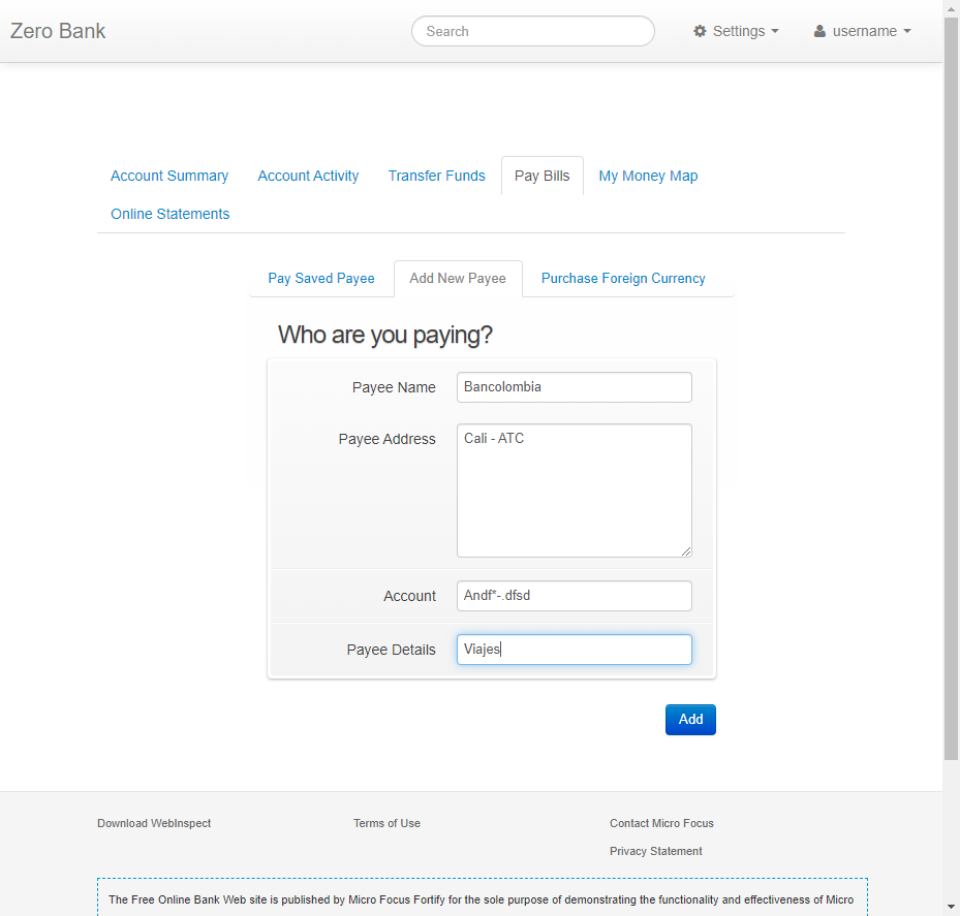 Zero Bank Search Settings username
Account Summary Account Activity Transfer Funds Pay Bills My Money Map
Online Statements
Pay Saved Payee Add New Payee Purchase Foreign Currency
Who are you paying?
Payee Name Bancolombia
Payee Address Cali - ATC
Account Andf*-.dfsd
Payee Details Viajes
Add
Download WebInspect Terms of Use Contact Micro Focus
Privacy Statement
The Free Online Bank Web site is published by Micro Focus Fortify for the sole purpose of demonstrating the functionality and effectiveness of Micro